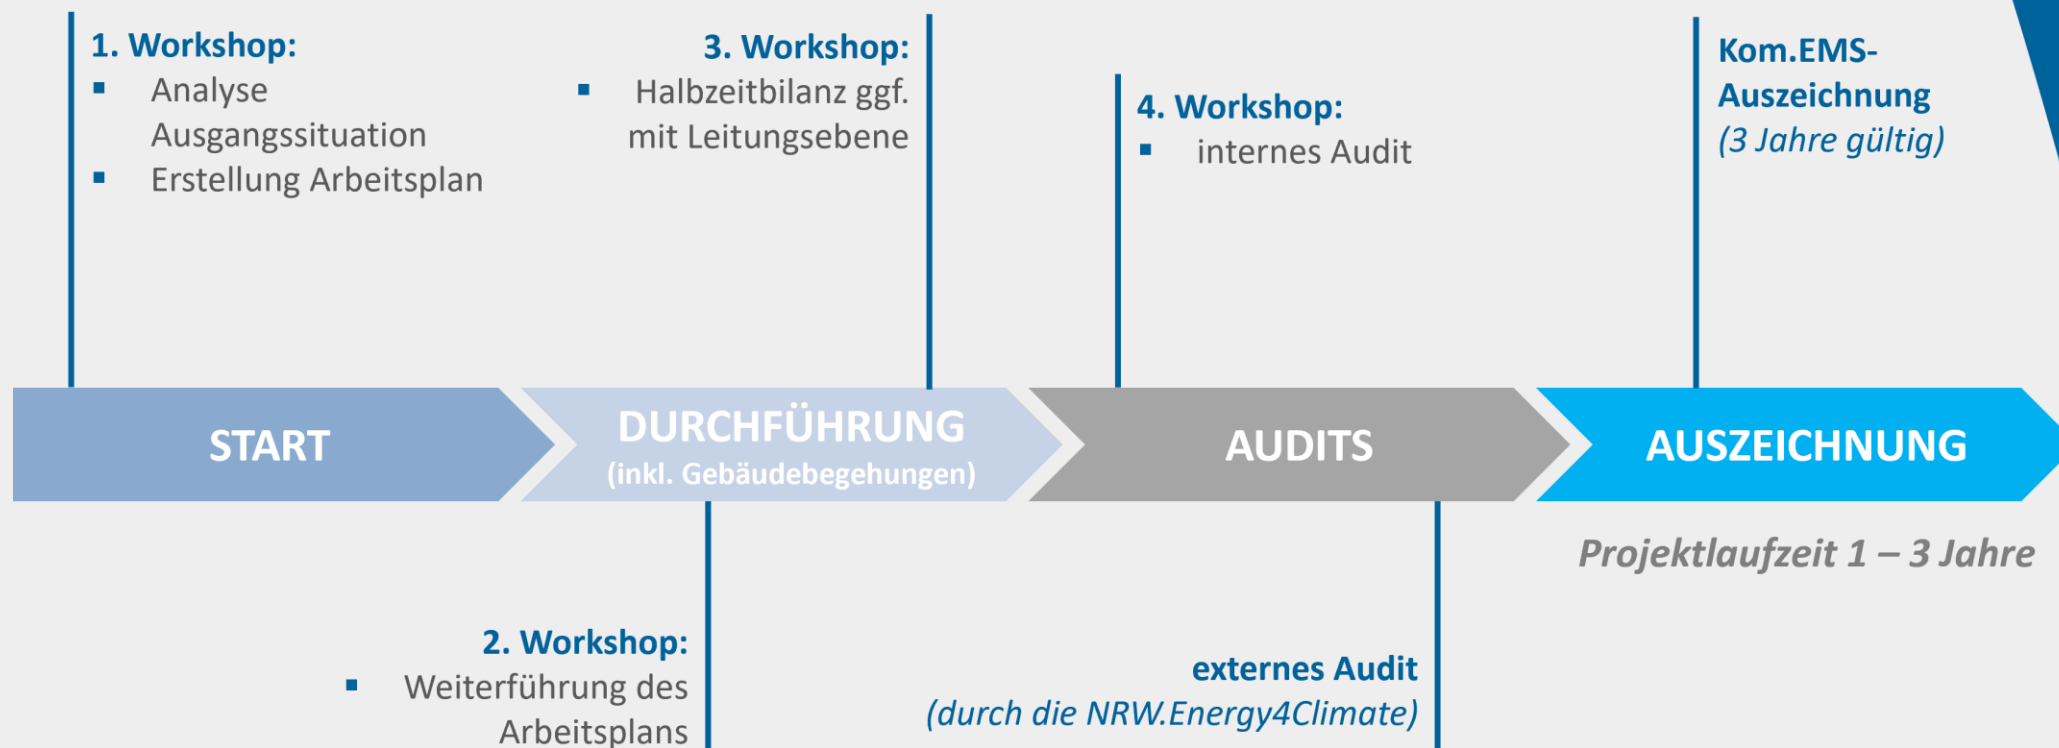 1. Workshop:
▪ Analyse
Ausgangssituation
▪ Erstellung Arbeitsplan
3. Workshop:
▪ Halbzeitbilanz ggf.
mit Leitungsebene
4. Workshop:
▪ internes Audit
Kom.EMS-
Auszeichnung
(3 Jahre gültig)
START
DURCHFÜHRUNG
(inkl. Gebäudebegehungen)
AUDITS
AUSZEICHNUNG
Projektlaufzeit 1 – 3 Jahre
2. Workshop:
▪ Weiterführung des
Arbeitsplans
externes Audit
(durch die NRW.Energy4Climate)